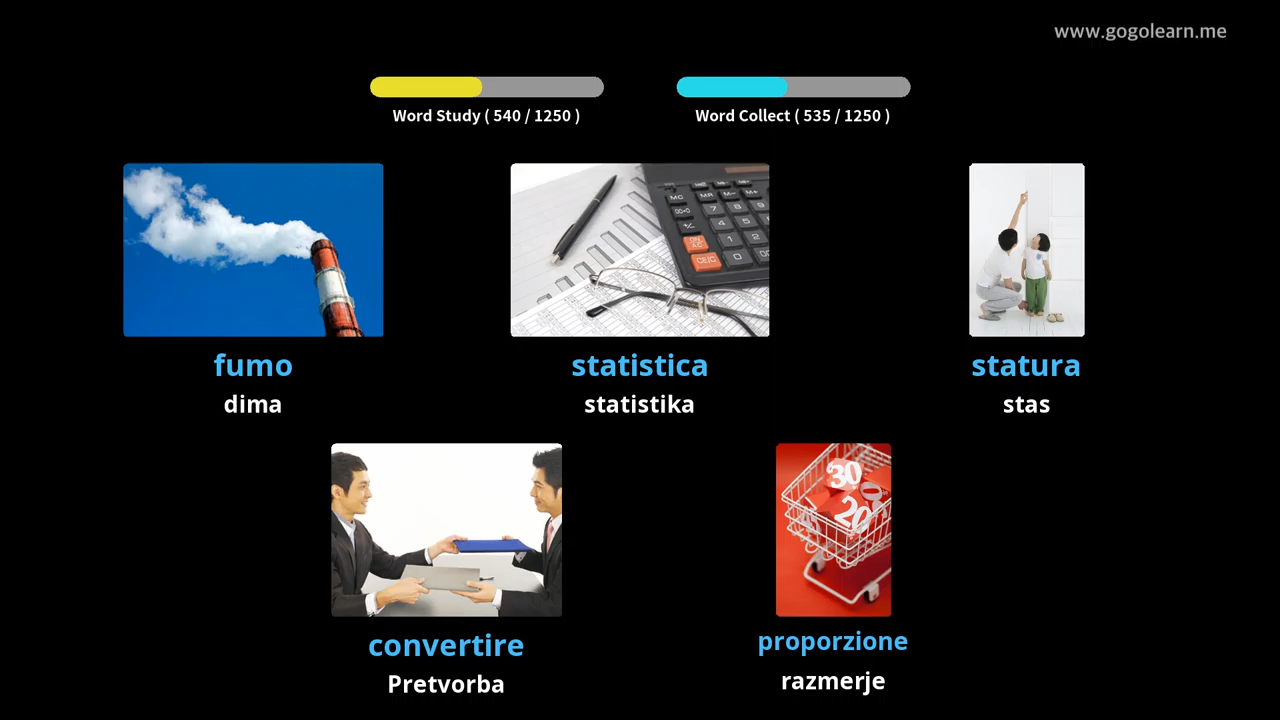 www.gogolearn.me
Word Study ( 540 / 1250 )
Word Collect ( 535 / 1250 )
fumo
statistica
statura
dima
statistika
stas
convertire
proporzione
Pretvorba
razmerje